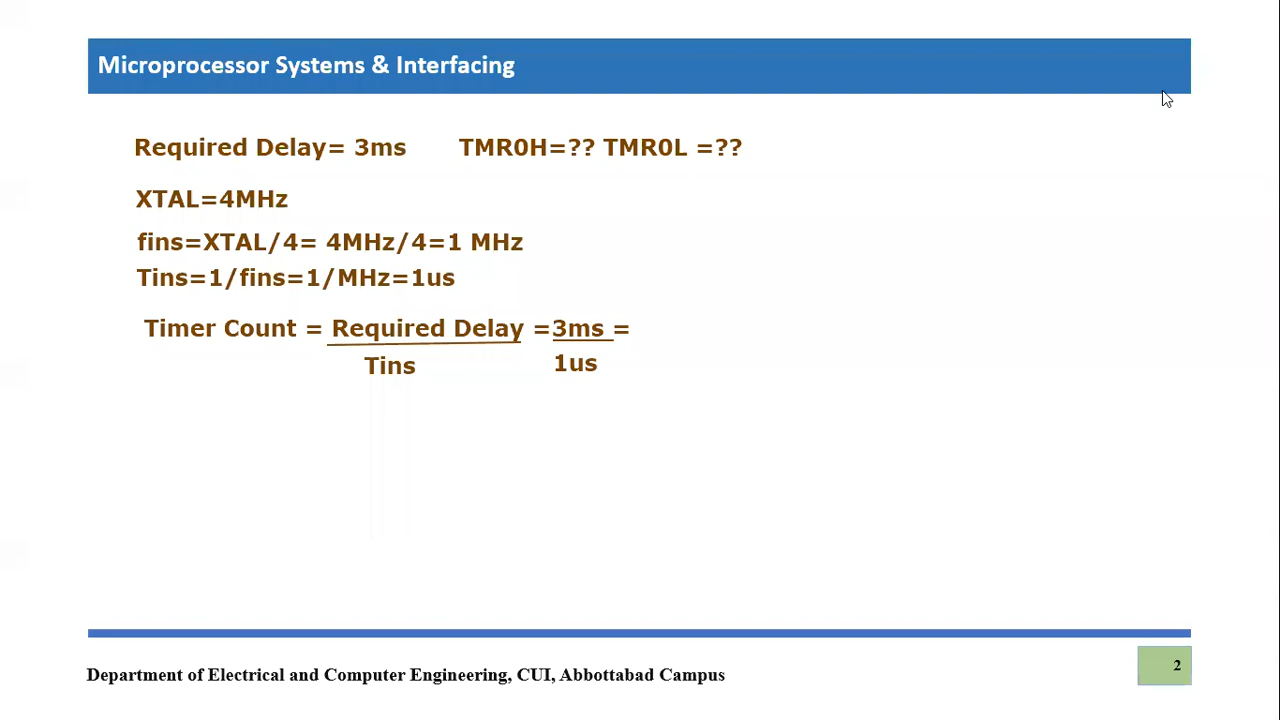 Microprocessor Systems & Interfacing
Required Delay= 3ms TMR0H=?? TMR0L =??
XTAL=4MHz
fins=XTAL/4= 4MHz/4=1 MHz
Tins=1/fins=1/MHz=1us
Timer Count = Required Delay =3ms =
Tins 1us
Department of Electrical and Computer Engineering, CUI, Abbottabad Campus
2